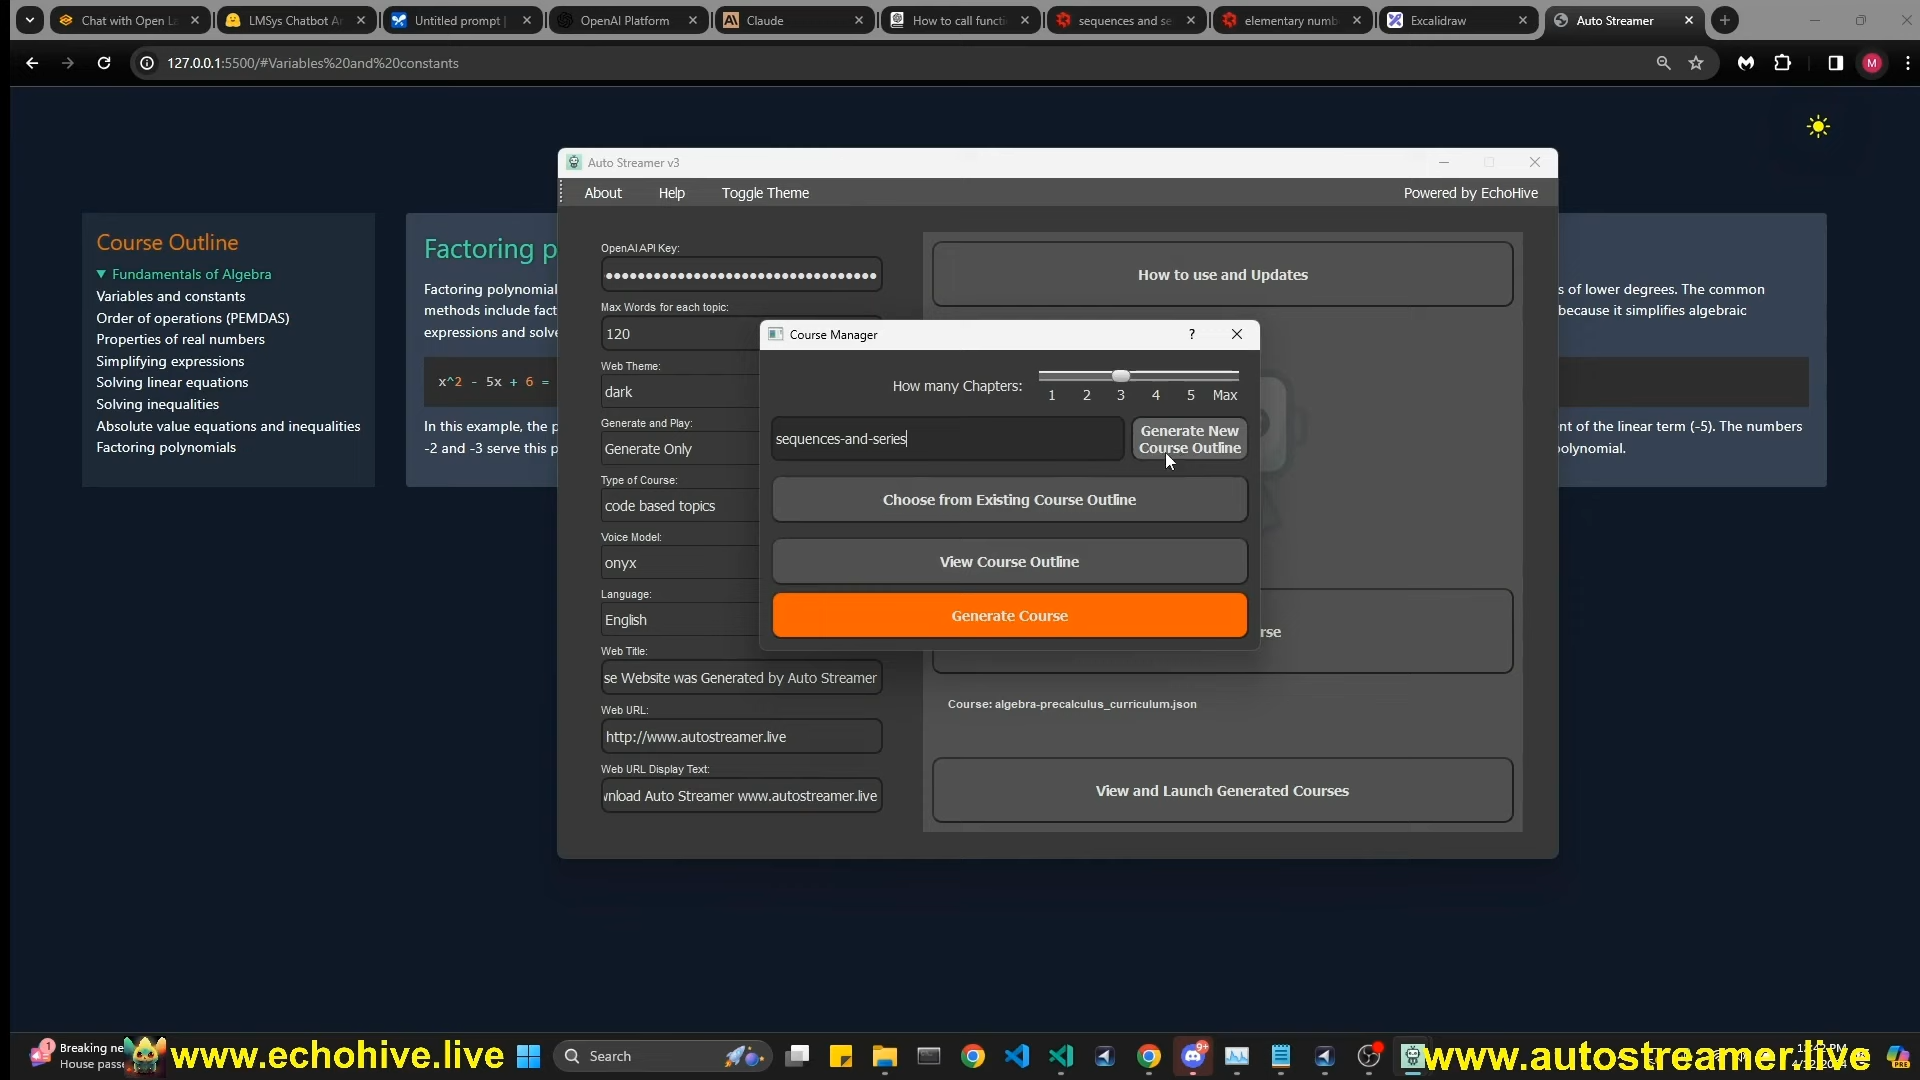 Chat with Open L
LMSys Chatbot Ar
Untitled prompt |
OpenAI Platform
Claude
How to call functi
sequences and se
elementary numb
Excalidraw
Auto Streamer
127.0.0.1:5500/#Variables%20and%20constants
M
Auto Streamer v3
About
Help
Toggle Theme
Powered by EchoHive
Course Outline
Fundamentals of Algebra
Variables and constants
Order of operations (PEMDAS)
Properties of real numbers
Simplifying expressions
Solving linear equations
Solving inequalities
Absolute value equations and inequalities
Factoring polynomials
Factoring p
Factoring polynomial
methods include fact
expressions and solve
x^2 - 5x + 6 =
In this example, the p
-2 and -3 serve this p
s of lower degrees. The common
because it simplifies algebraic
nt of the linear term (-5). The numbers
olynomial.
OpenAI API Key:
Max Words for each topic:
120
Web Theme:
dark
Generate and Play:
Generate Only
Type of Course:
code based topics
Voice Model:
onyx
Language:
English
Web Title:
se Website was Generated by Auto Streamer
Web URL:
http://www.autostreamer.live
Web URL Display Text:
wnload Auto Streamer www.autostreamer.live
How to use and Updates
rse
Course: algebra-precalculus_curriculum.json
View and Launch Generated Courses
Course Manager
?
How many Chapters:
1 2 3 4 5 Max
sequences-and-series
Generate New
Course Outline
Choose from Existing Course Outline
View Course Outline
Generate Course
1
Breaking ne
House passe
www.echohive.live
Search
9+
www.autostreamer.live